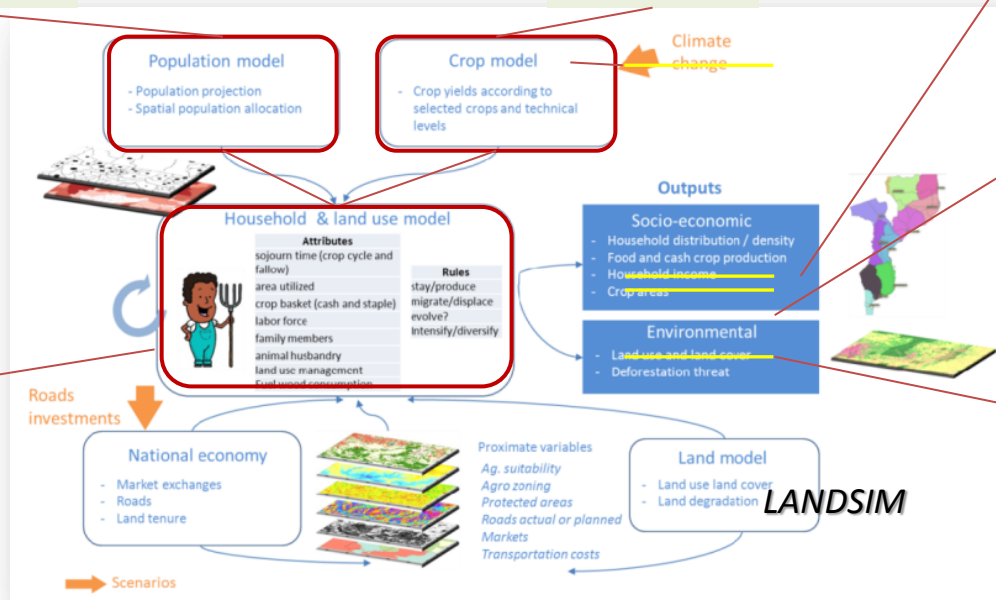 Population model
- Population projection
- Spatial population allocation
Crop model
- Crop yields according to
selected crops and technical
levels
Climate
change
Household & land use model
Attributes
sojourn time (crop cycle and
fallow)
area utilized
crop basket (cash and staple)
labor force
family members
animal husbandry
land use management
Fuel wood consumption
Rules
stay/produce
migrate/displace
evolve?
Intensify/diversify
Outputs
Socio-economic
- Household distribution / density
- Food and cash crop production
- Household income
- Crop areas
Environmental
- Land use and land cover
- Deforestation threat
Roads
investments
National economy
- Market exchanges
- Roads
- Land tenure
Proximate variables
Ag. suitability
Agro zoning
Protected areas
Roads actual or planned
Markets
Transportation costs
Land model
- Land use land cover
- Land degradation
LANDSIM
Scenarios